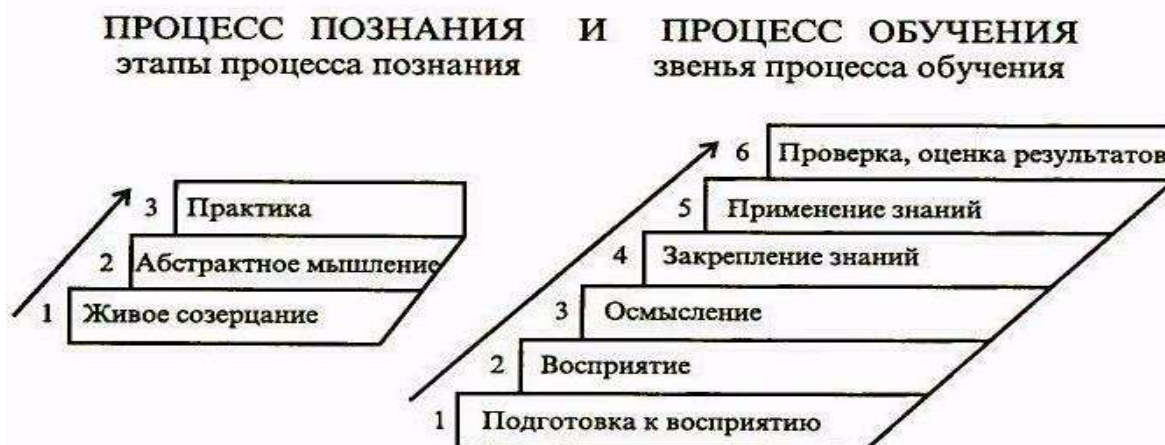 ПРОЦЕСС ПОЗНАНИЯ И ПРОЦЕСС ОБУЧЕНИЯ
этапы процесса познания звенья процесса обучения
3 Практика
2 Абстрактное мышление
1 Живое созерцание
6 Проверка, оценка результатов
5 Применение знаний
4 Закрепление знаний
3 Осмысление
2 Восприятие
1 Подготовка к восприятию